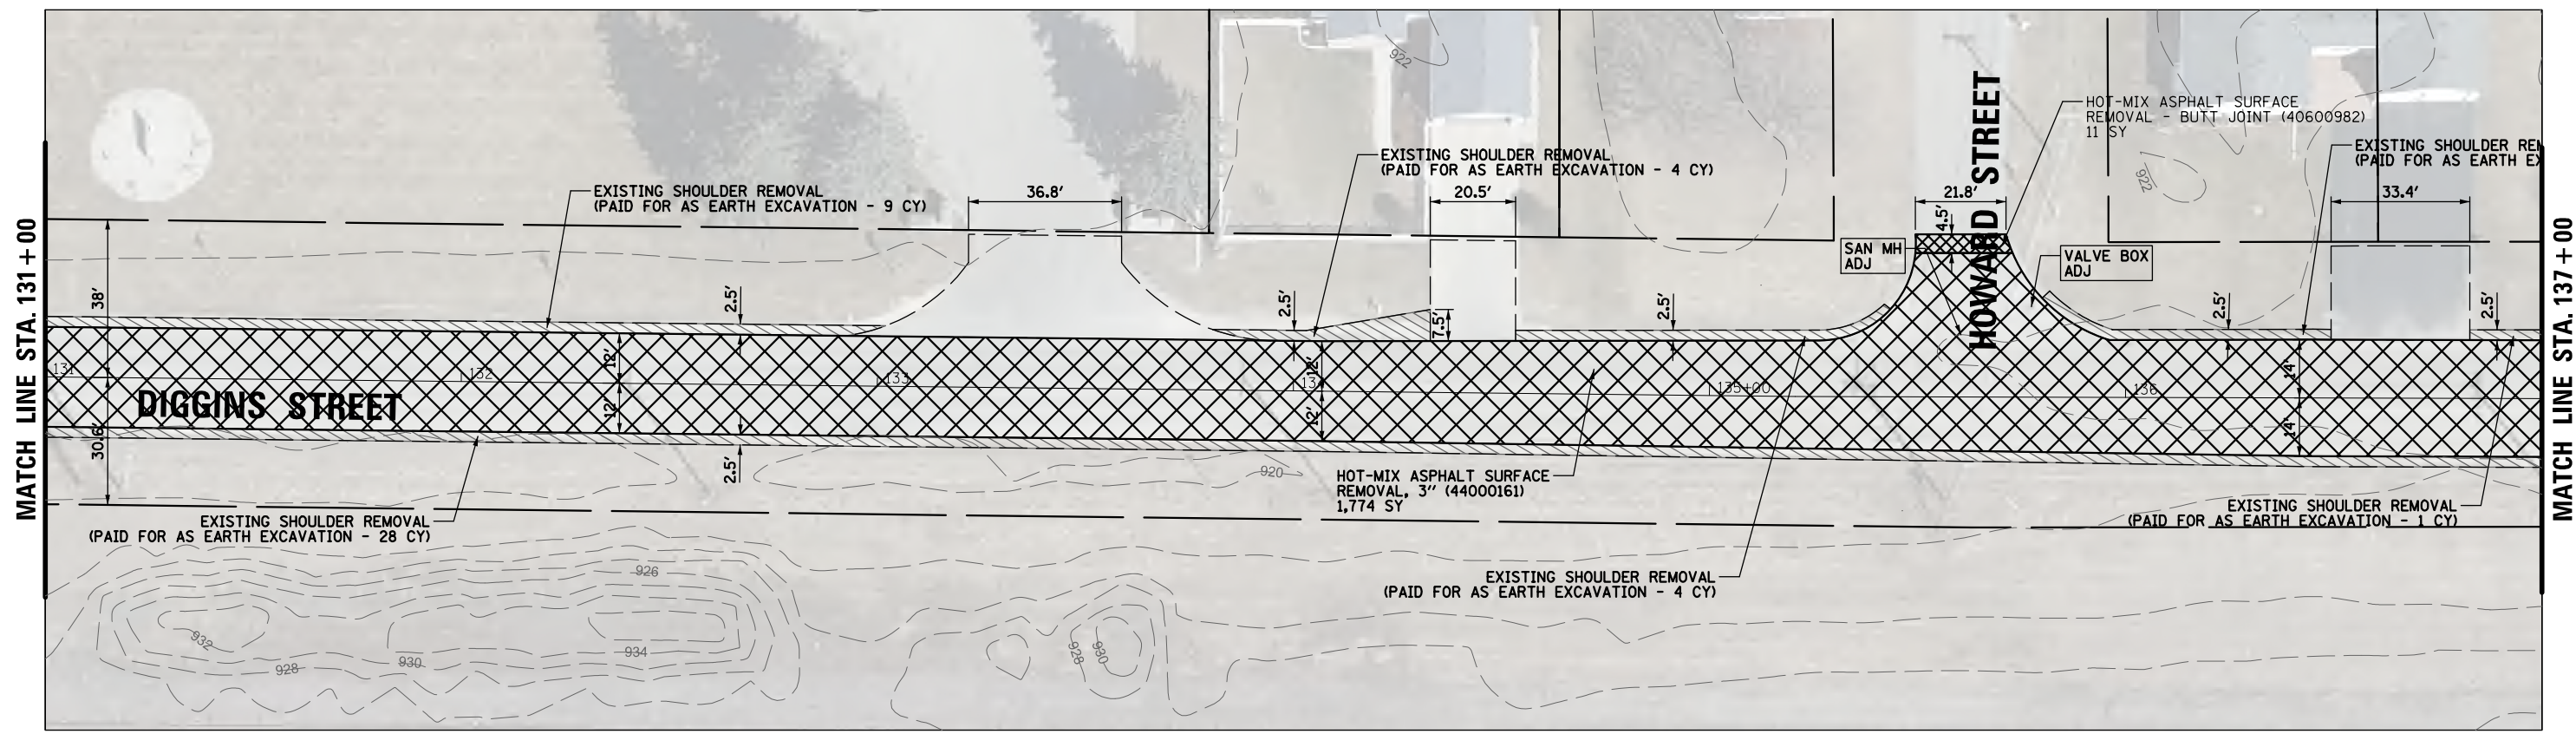 922
HOT-MIX ASPHALT SURFACE
REMOVAL - BUTT JOINT (40600982)
11 SY
HOWARD STREET
EXISTING SHOULDER REMOVAL
(PAID FOR AS EARTH EXCAVATION - 4 CY)
EXISTING SHOULDER REM
(PAID FOR AS EARTH EX
EXISTING SHOULDER REMOVAL
(PAID FOR AS EARTH EXCAVATION - 9 CY)
36.8'
20.5'
21.8'
33.4'
922
4.5'
SAN MH
ADJ
VALVE BOX
ADJ
MATCH LINE STA. 131+00
38'
2.5'
2.5'
7.5'
2.5'
2.5'
2.5'
MATCH LINE STA. 137+00
12'
12'
14'
131
132
133
13
135+00
136
DIGGINS STREET
12'
12'
14'
30.6'
2.5'
920
HOT-MIX ASPHALT SURFACE
REMOVAL, 3" (44000161)
1,774 SY
EXISTING SHOULDER REMOVAL
(PAID FOR AS EARTH EXCAVATION - 28 CY)
EXISTING SHOULDER REMOVAL
(PAID FOR AS EARTH EXCAVATION - 1 CY)
EXISTING SHOULDER REMOVAL
(PAID FOR AS EARTH EXCAVATION - 4 CY)
926
932
928
930
934
928
930